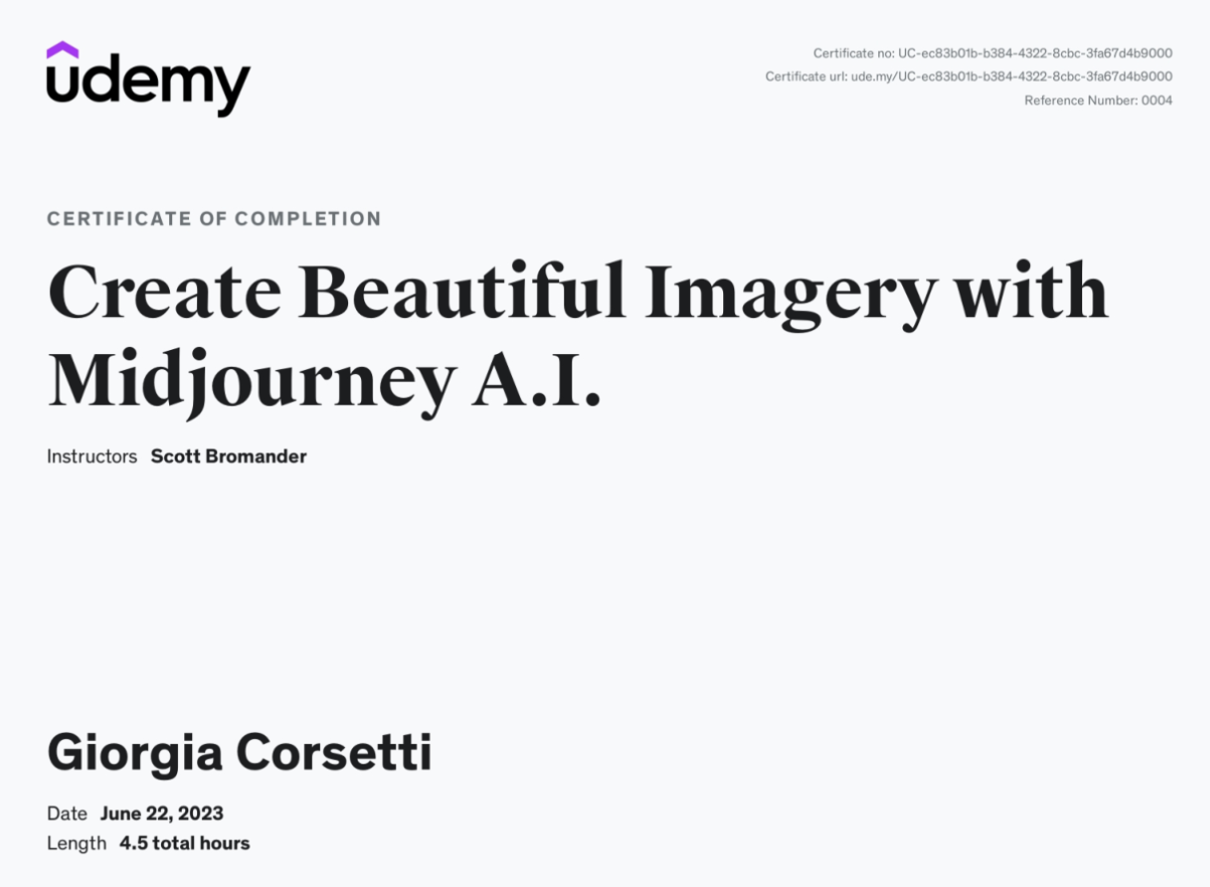 udemy
Certificate no: UC-ec83b01b-b384-4322-8cbc-3fa67d4b9000
Certificate url: ude.my/UC-ec83b01b-b384-4322-8cbc-3fa67d4b9000
Reference Number: 0004
CERTIFICATE OF COMPLETION
Create Beautiful Imagery with
Midjourney A.I.
Instructors Scott Bromander
Giorgia Corsetti
Date June 22, 2023
Length 4.5 total hours